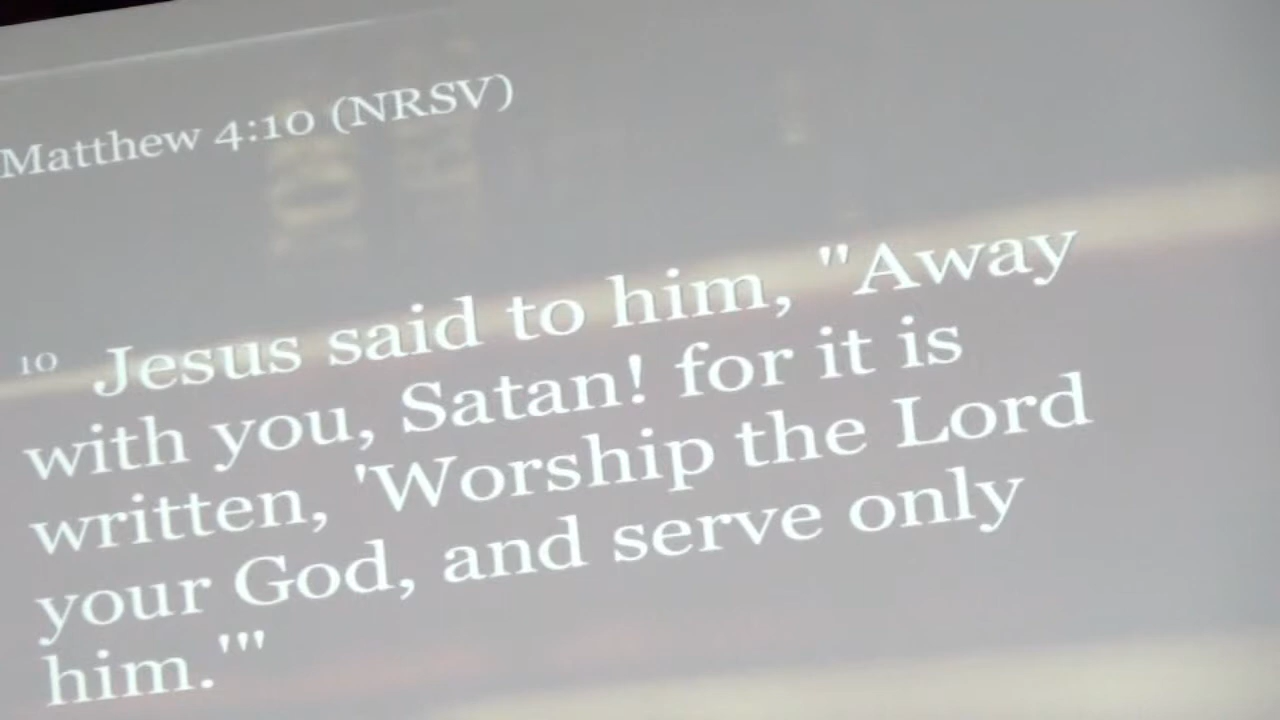 Matthew 4:10 (NRSV)
10 Jesus said to him, "Away
with you, Satan! for it is
written, 'Worship the Lord
your God, and serve only
him.'"